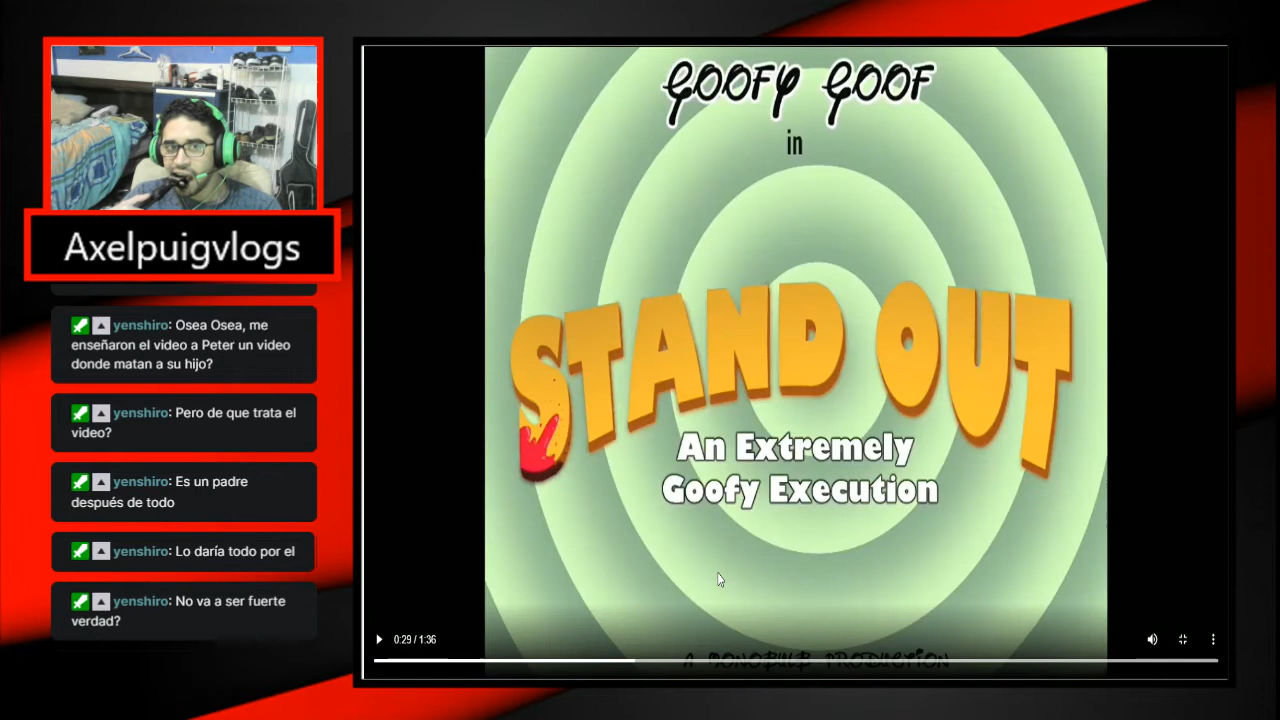 GOOFY GOOF
in
STAND OUT
An Extremely
Goofy Execution
A MONOBULB PRODUCTION
0:29 / 1:36
Axelpuigvlogs
yenshiro: Osea Osea, me
enseñaron el video a Peter un video
donde matan a su hijo?
yenshiro: Pero de que trata el
video?
yenshiro: Es un padre
después de todo
yenshiro: Lo daría todo por el
yenshiro: No va a ser fuerte
verdad?